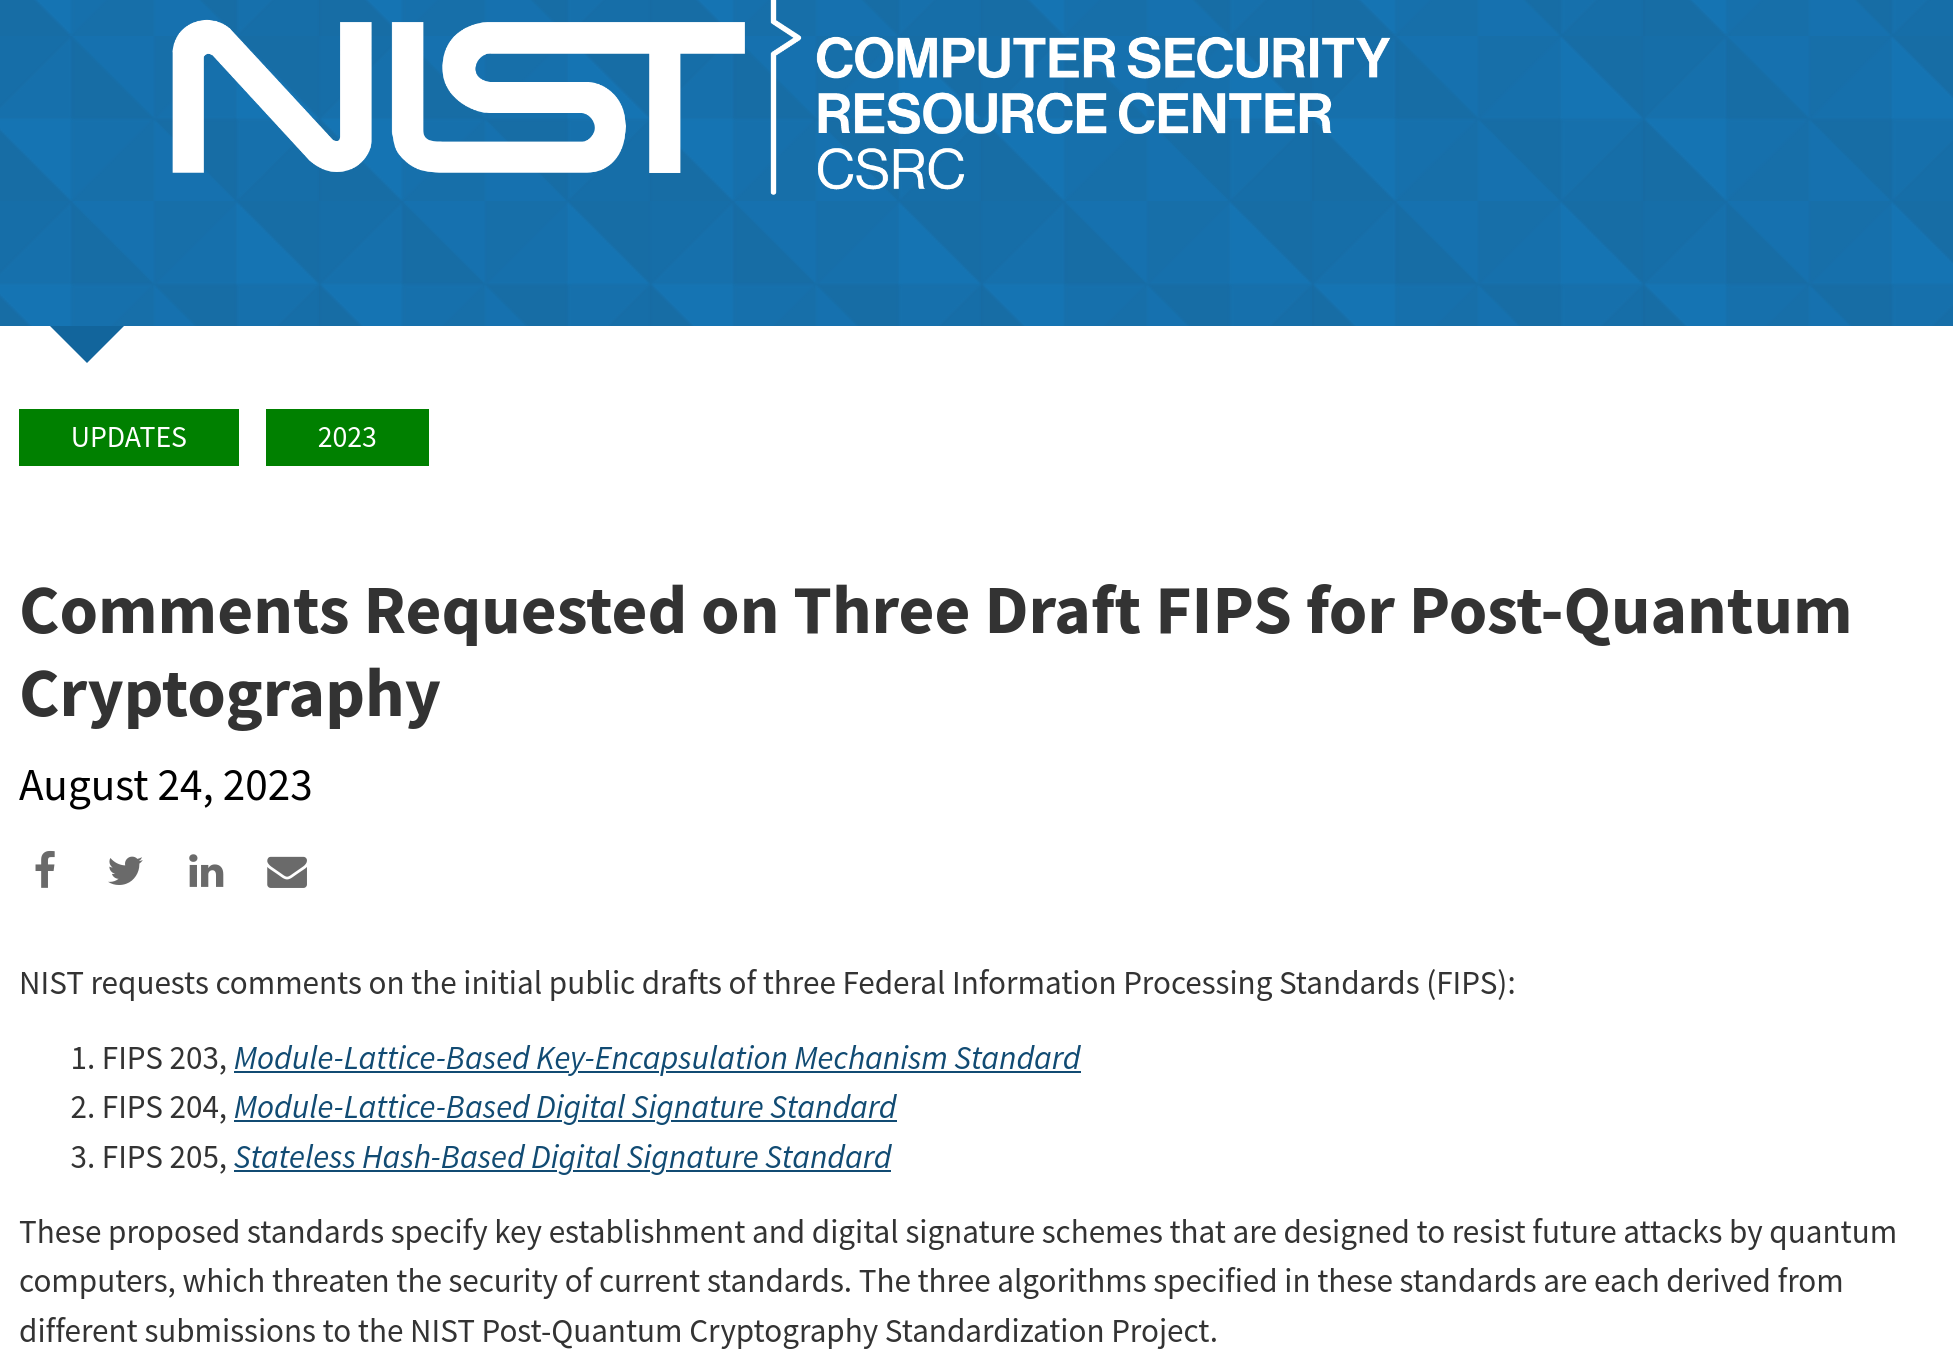 NIST
COMPUTER SECURITY
RESOURCE CENTER
CSRC
UPDATES
2023
Comments Requested on Three Draft FIPS for Post-Quantum
Cryptography
August 24, 2023
NIST requests comments on the initial public drafts of three Federal Information Processing Standards (FIPS):
1. FIPS 203, Module-Lattice-Based Key-Encapsulation Mechanism Standard
2. FIPS 204, Module-Lattice-Based Digital Signature Standard
3. FIPS 205, Stateless Hash-Based Digital Signature Standard
These proposed standards specify key establishment and digital signature schemes that are designed to resist future attacks by quantum
computers, which threaten the security of current standards. The three algorithms specified in these standards are each derived from
different submissions to the NIST Post-Quantum Cryptography Standardization Project.